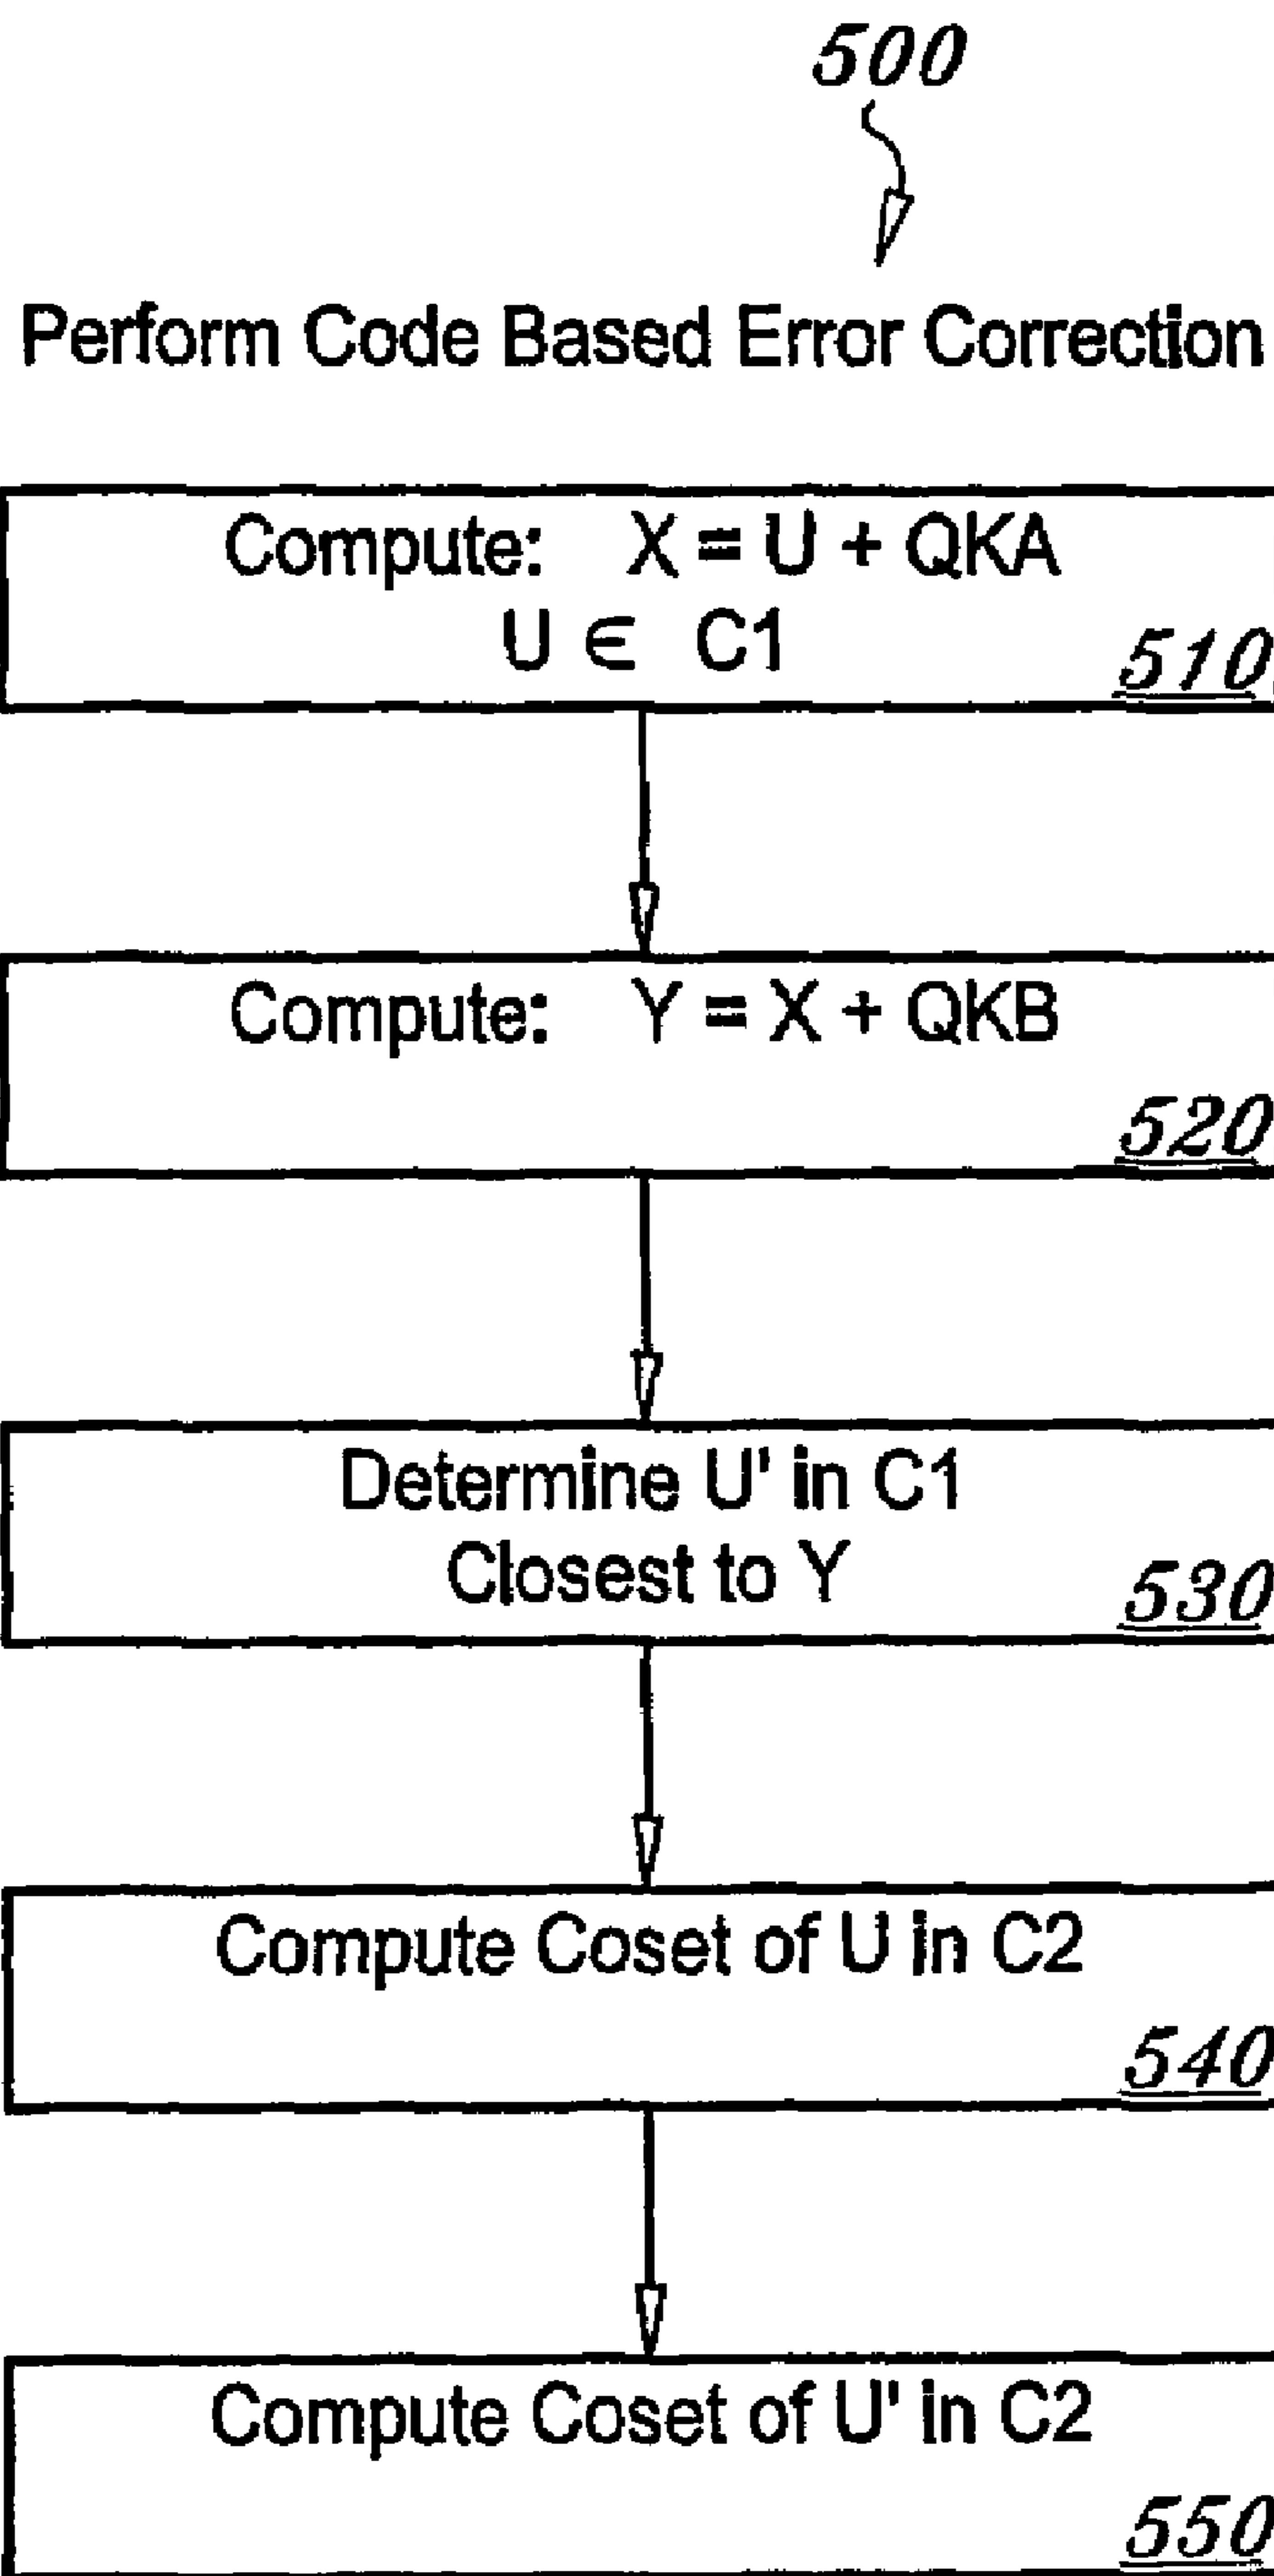 500
Perform Code Based Error Correction
Compute: X = U + QKA
U ∈ C1
510
Compute: Y = X + QKB
520
Determine U' in C1
Closest to Y
530
Compute Coset of U in C2
540
Compute Coset of U' in C2
550